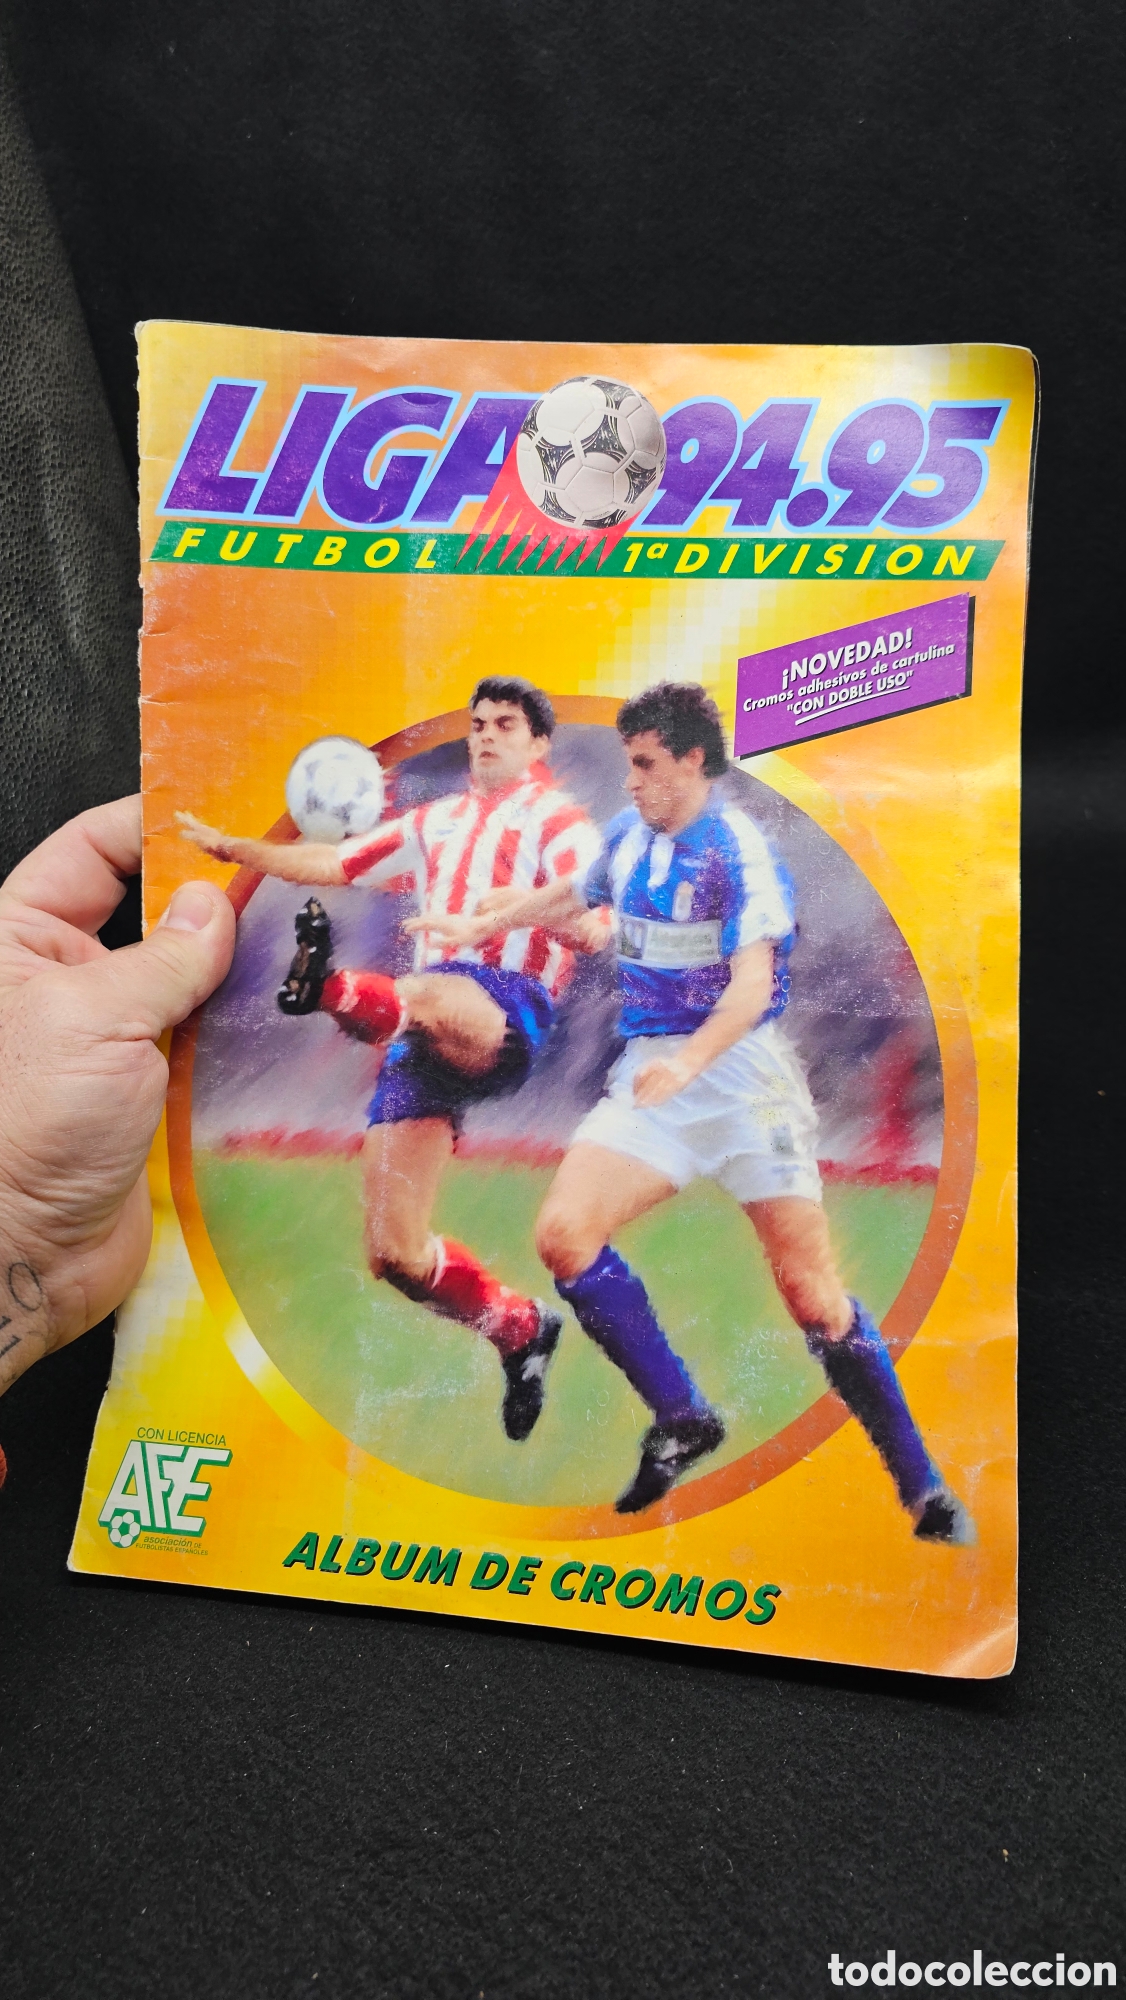 LIGA 94.95
FUTBOL 1ª DIVISION
¡NOVEDAD!
Cromos adhesivos de cartulina
"CON DOBLE USO"
CON LICENCIA
AFE
asociación DE
FUTBOLISTAS ESPAÑOLES
ALBUM DE CROMOS
todocoleccion